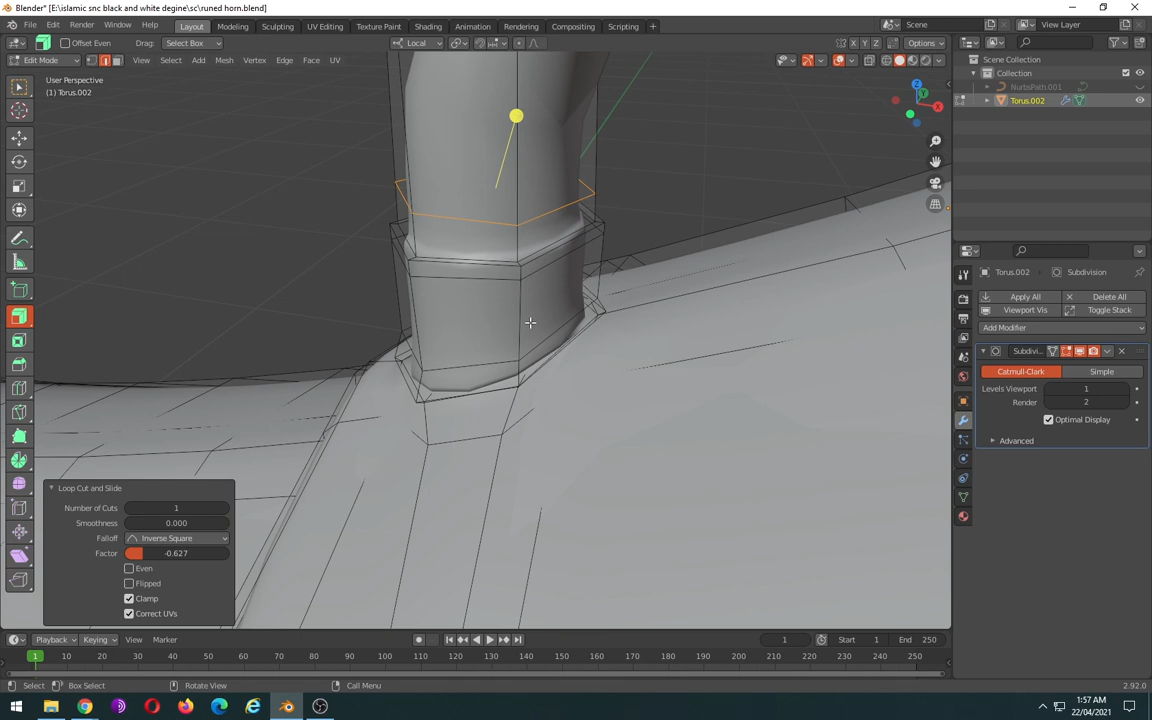 Blender* [E:\islamic snc black and white degine\sc\runed horn.blend]
File Edit Render Window Help Layout Modeling Sculpting UV Editing Texture Paint Shading Animation Rendering Compositing Scripting + Scene View Layer
Offset Even Drag: Select Box Local X Y Z Options
Edit Mode View Select Add Mesh Vertex Edge Face UV
User Perspective
(1) Torus.002
Scene Collection
Collection
NurbsPath.001
Torus.002
Z
Y
X
Torus.002 Subdivision
Apply All Delete All
Viewport Vis Toggle Stack
Add Modifier
Subdivi...
Catmull-Clark Simple
Levels Viewport 1
Render 2
Optimal Display
Advanced
Loop Cut and Slide
Number of Cuts 1
Smoothness 0.000
Falloff Inverse Square
Factor -0.627
Even
Flipped
Clamp
Correct UVs
Playback Keying View Marker 1 Start 1 End 250
1 10 20 30 40 50 60 70 80 90 100 110 120 130 140 150 160 170 180 190 200 210 220 230 240 250
Select Box Select Rotate View Call Menu 2.92.0
1:57 AM
22/04/2021